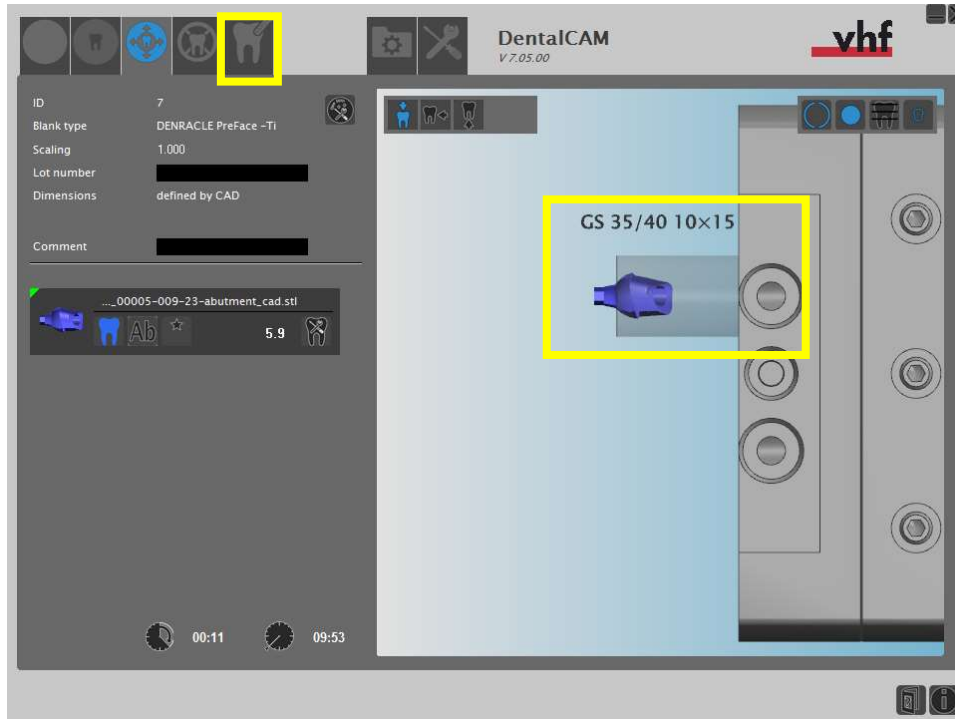 DentalCAM
V 7.05.00
vhf
ID 7
Blank type DENRACLE PreFace –Ti
Scaling 1.000
Lot number
Dimensions defined by CAD
Comment
..._00005-009-23-abutment_cad.stl
Ab
5.9
00:11 09:53
GS 35/40 10×15